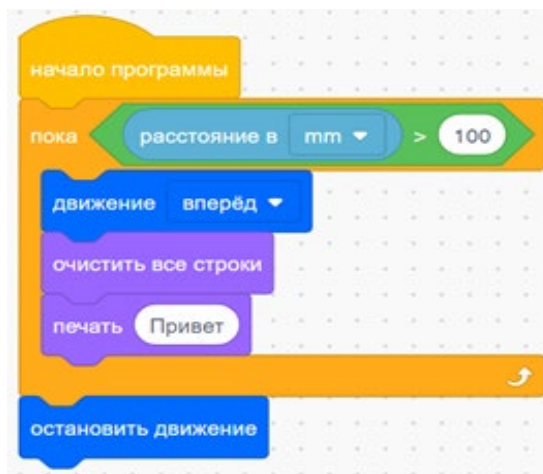 начало программы
пока расстояние в mm > 100
движение вперёд
очистить все строки
печать Привет
остановить движение